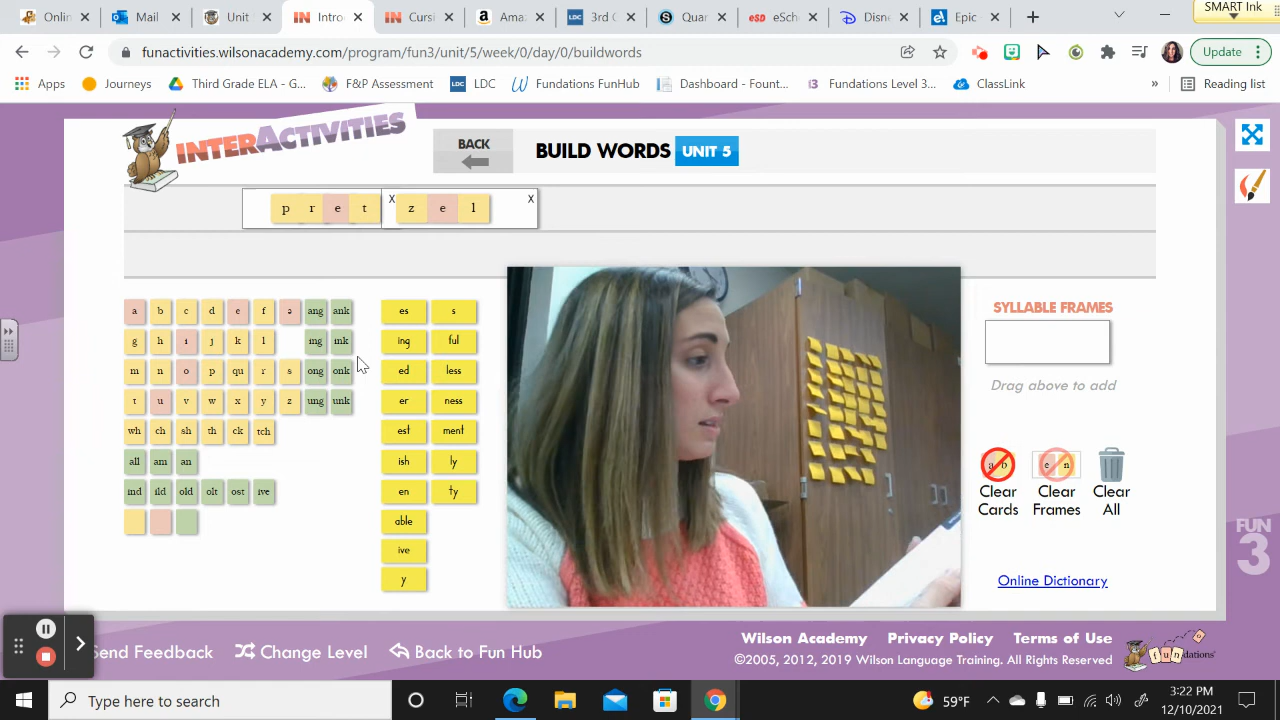 SMART Ink
Onlin
Mail
Unit
Intro
Cursi
Ama
3rd
Quar
eSch
Disn
Epic
funactivities.wilsonacademy.com/program/fun3/unit/5/week/0/day/0/buildwords
Update
Apps Journeys Third Grade ELA - G... F&P Assessment LDC Fundations FunHub Dashboard - Fount... Fundations Level 3... ClassLink » Reading list
INTERACTIVITIES
BACK
BUILD WORDS UNIT 5
p r e t x z e l x
a b c d e f ə ang ank
g h i j k l ing ink
m n o p qu r s ong onk
t u v w x y z ung unk
wh ch sh th ck tch
all am an
ind ild old olt ost ive
es s
ing ful
ed less
er ness
est ment
ish ly
en ty
able
ive
y
SYLLABLE FRAMES
Drag above to add
a b
e n
Clear Cards
Clear Frames
Clear All
Online Dictionary
FUN 3
Send Feedback Change Level Back to Fun Hub
Wilson Academy Privacy Policy Terms of Use
©2005, 2012, 2019 Wilson Language Training. All Rights Reserved
fundations
Type here to search
59°F
3:22 PM
12/10/2021